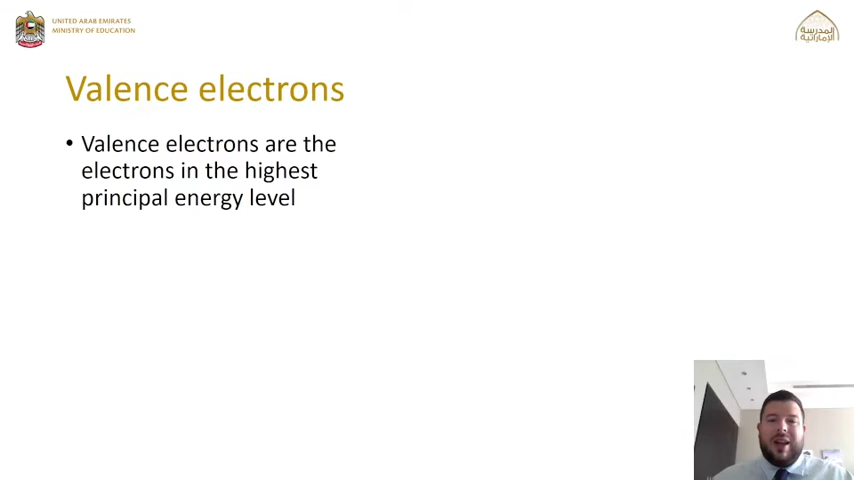 UNITED ARAB EMIRATES
MINISTRY OF EDUCATION
المدرسة
الإماراتية
Valence electrons
• Valence electrons are the
electrons in the highest
principal energy level